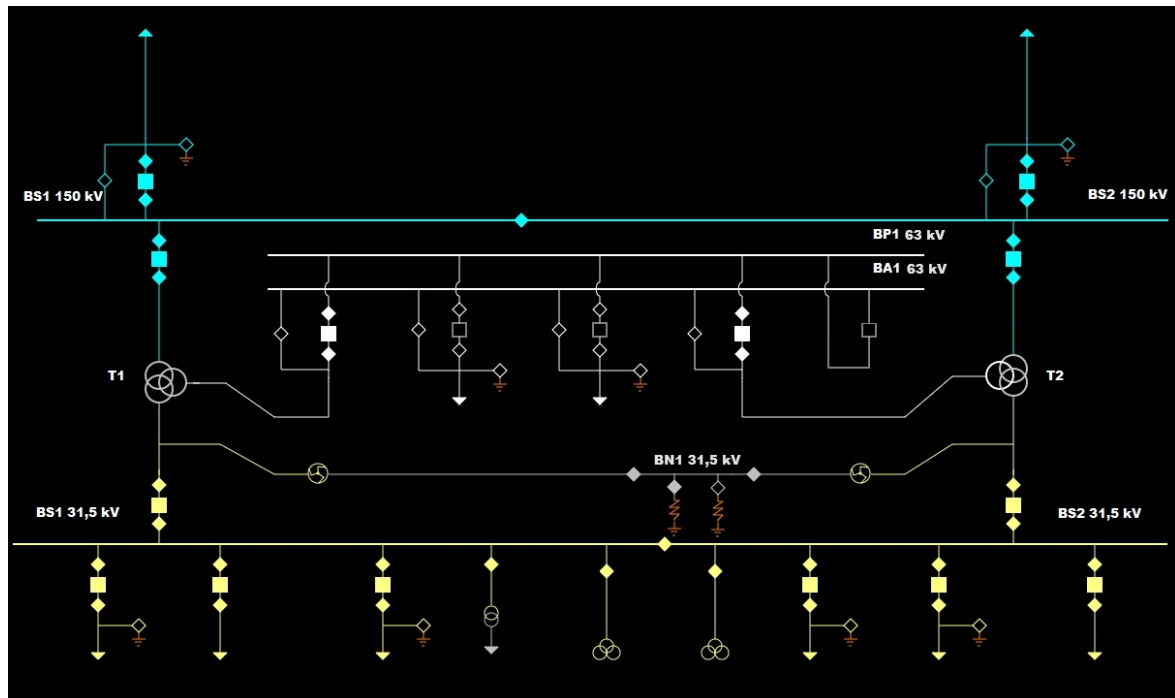 BS1 150 kV
BS2 150 kV
BP1 63 kV
BA1 63 kV
T1
T2
BN1 31,5 kV
BS1 31,5 kV
BS2 31,5 kV